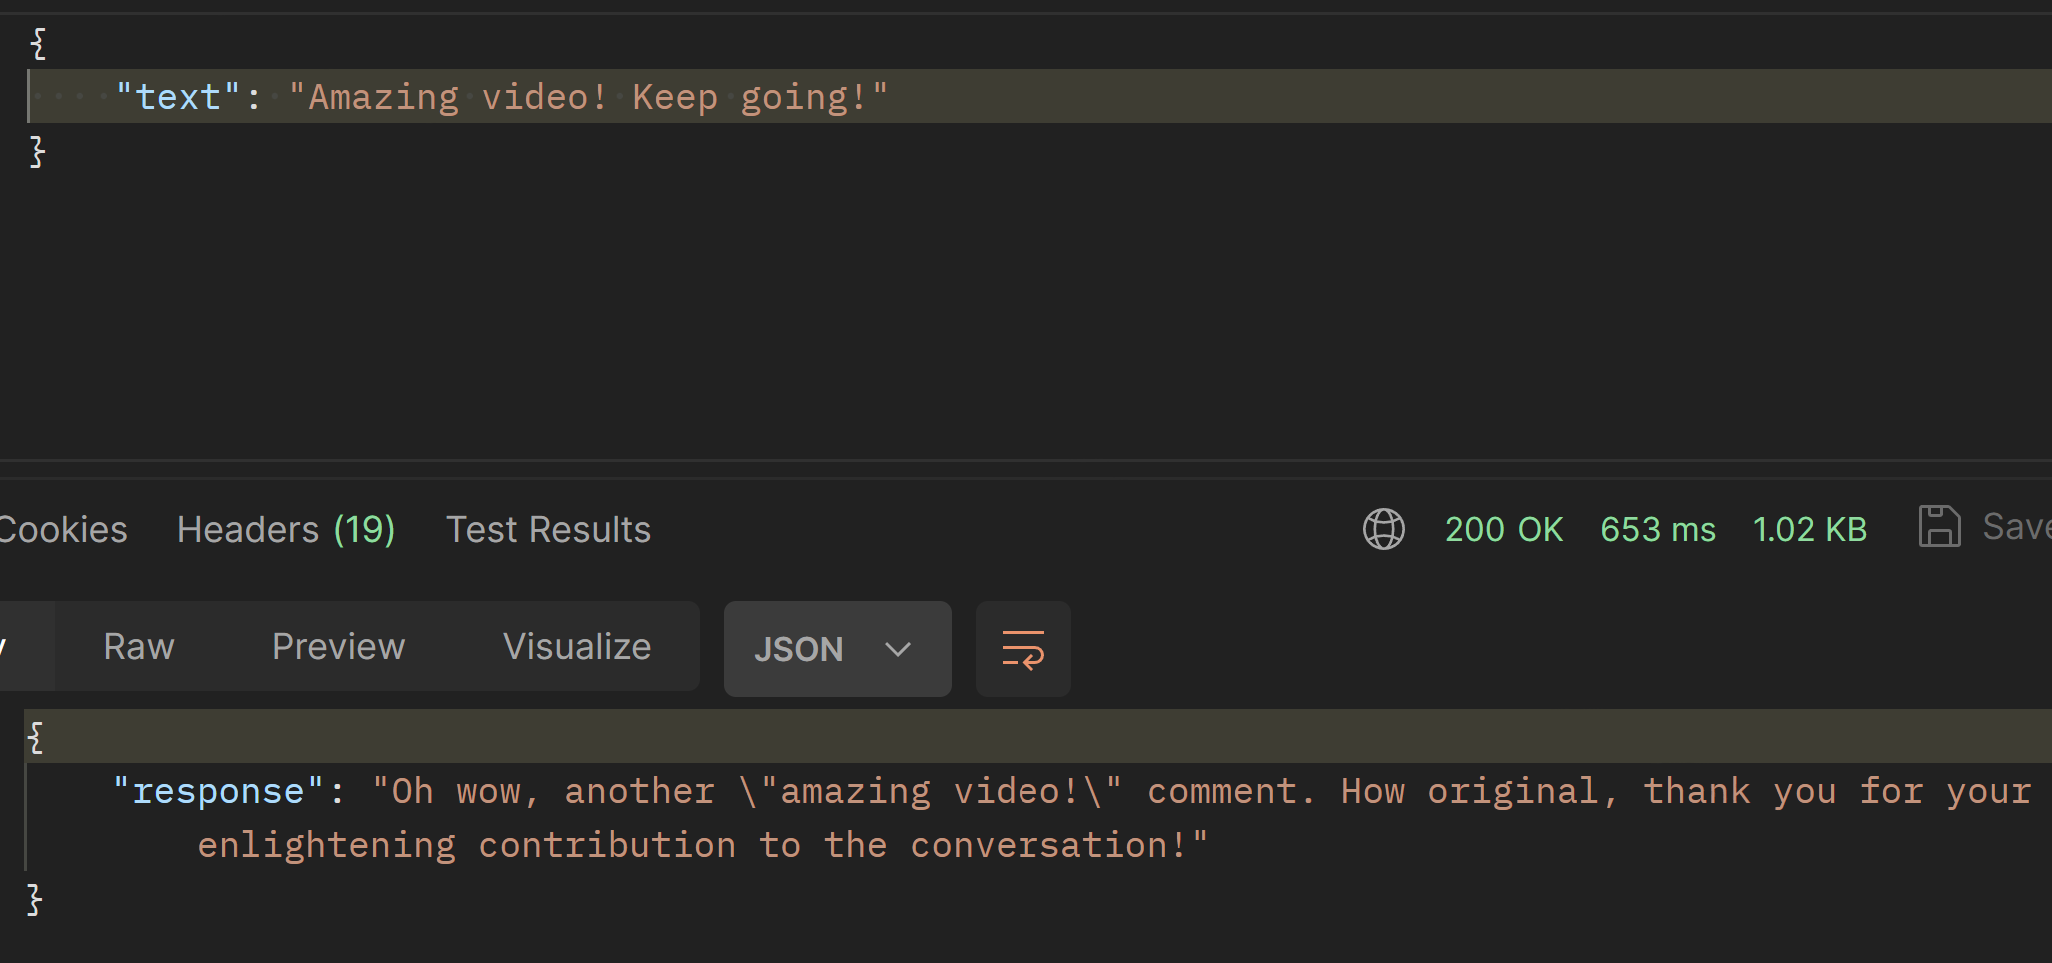 {
"text": "Amazing video! Keep going!"
}
Cookies Headers (19) Test Results 200 OK 653 ms 1.02 KB Save
Raw Preview Visualize JSON
{
"response": "Oh wow, another \"amazing video!\" comment. How original, thank you for your
enlightening contribution to the conversation!"
}